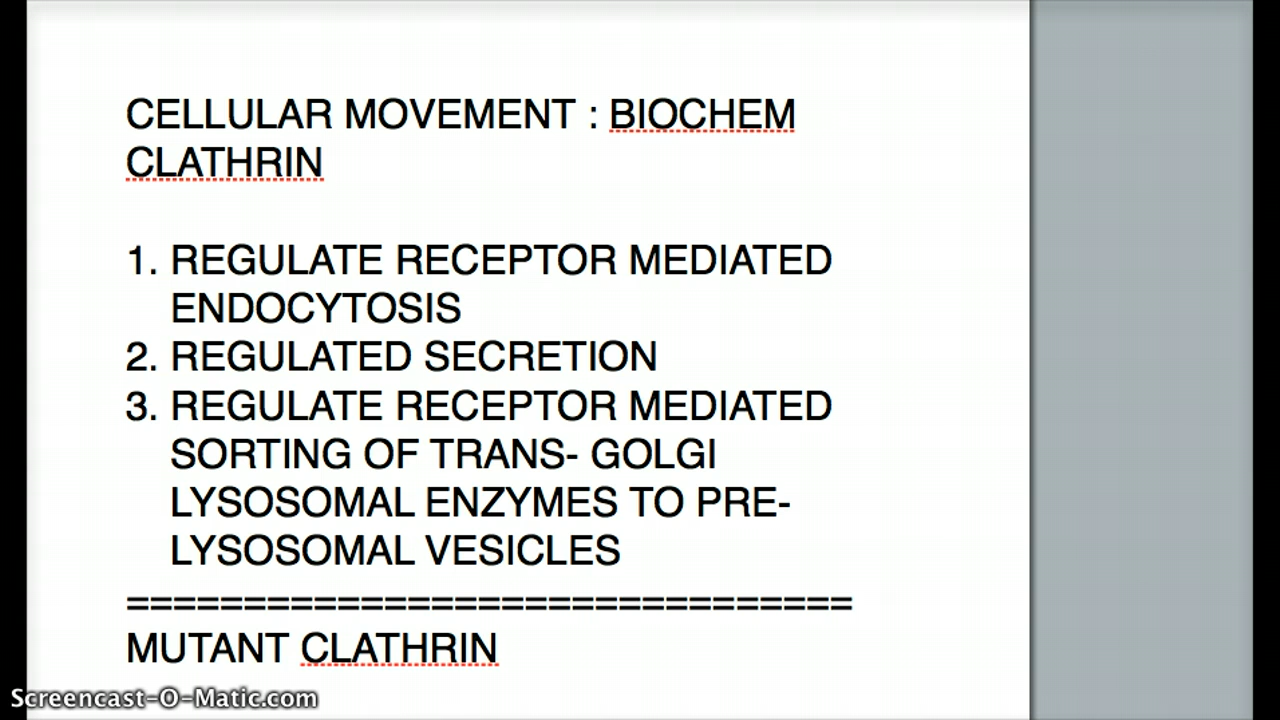 CELLULAR MOVEMENT : BIOCHEM
CLATHRIN
1. REGULATE RECEPTOR MEDIATED
ENDOCYTOSIS
2. REGULATED SECRETION
3. REGULATE RECEPTOR MEDIATED
SORTING OF TRANS- GOLGI
LYSOSOMAL ENZYMES TO PRE-
LYSOSOMAL VESICLES
===============================
MUTANT CLATHRIN
Screencast-O-Matic.com